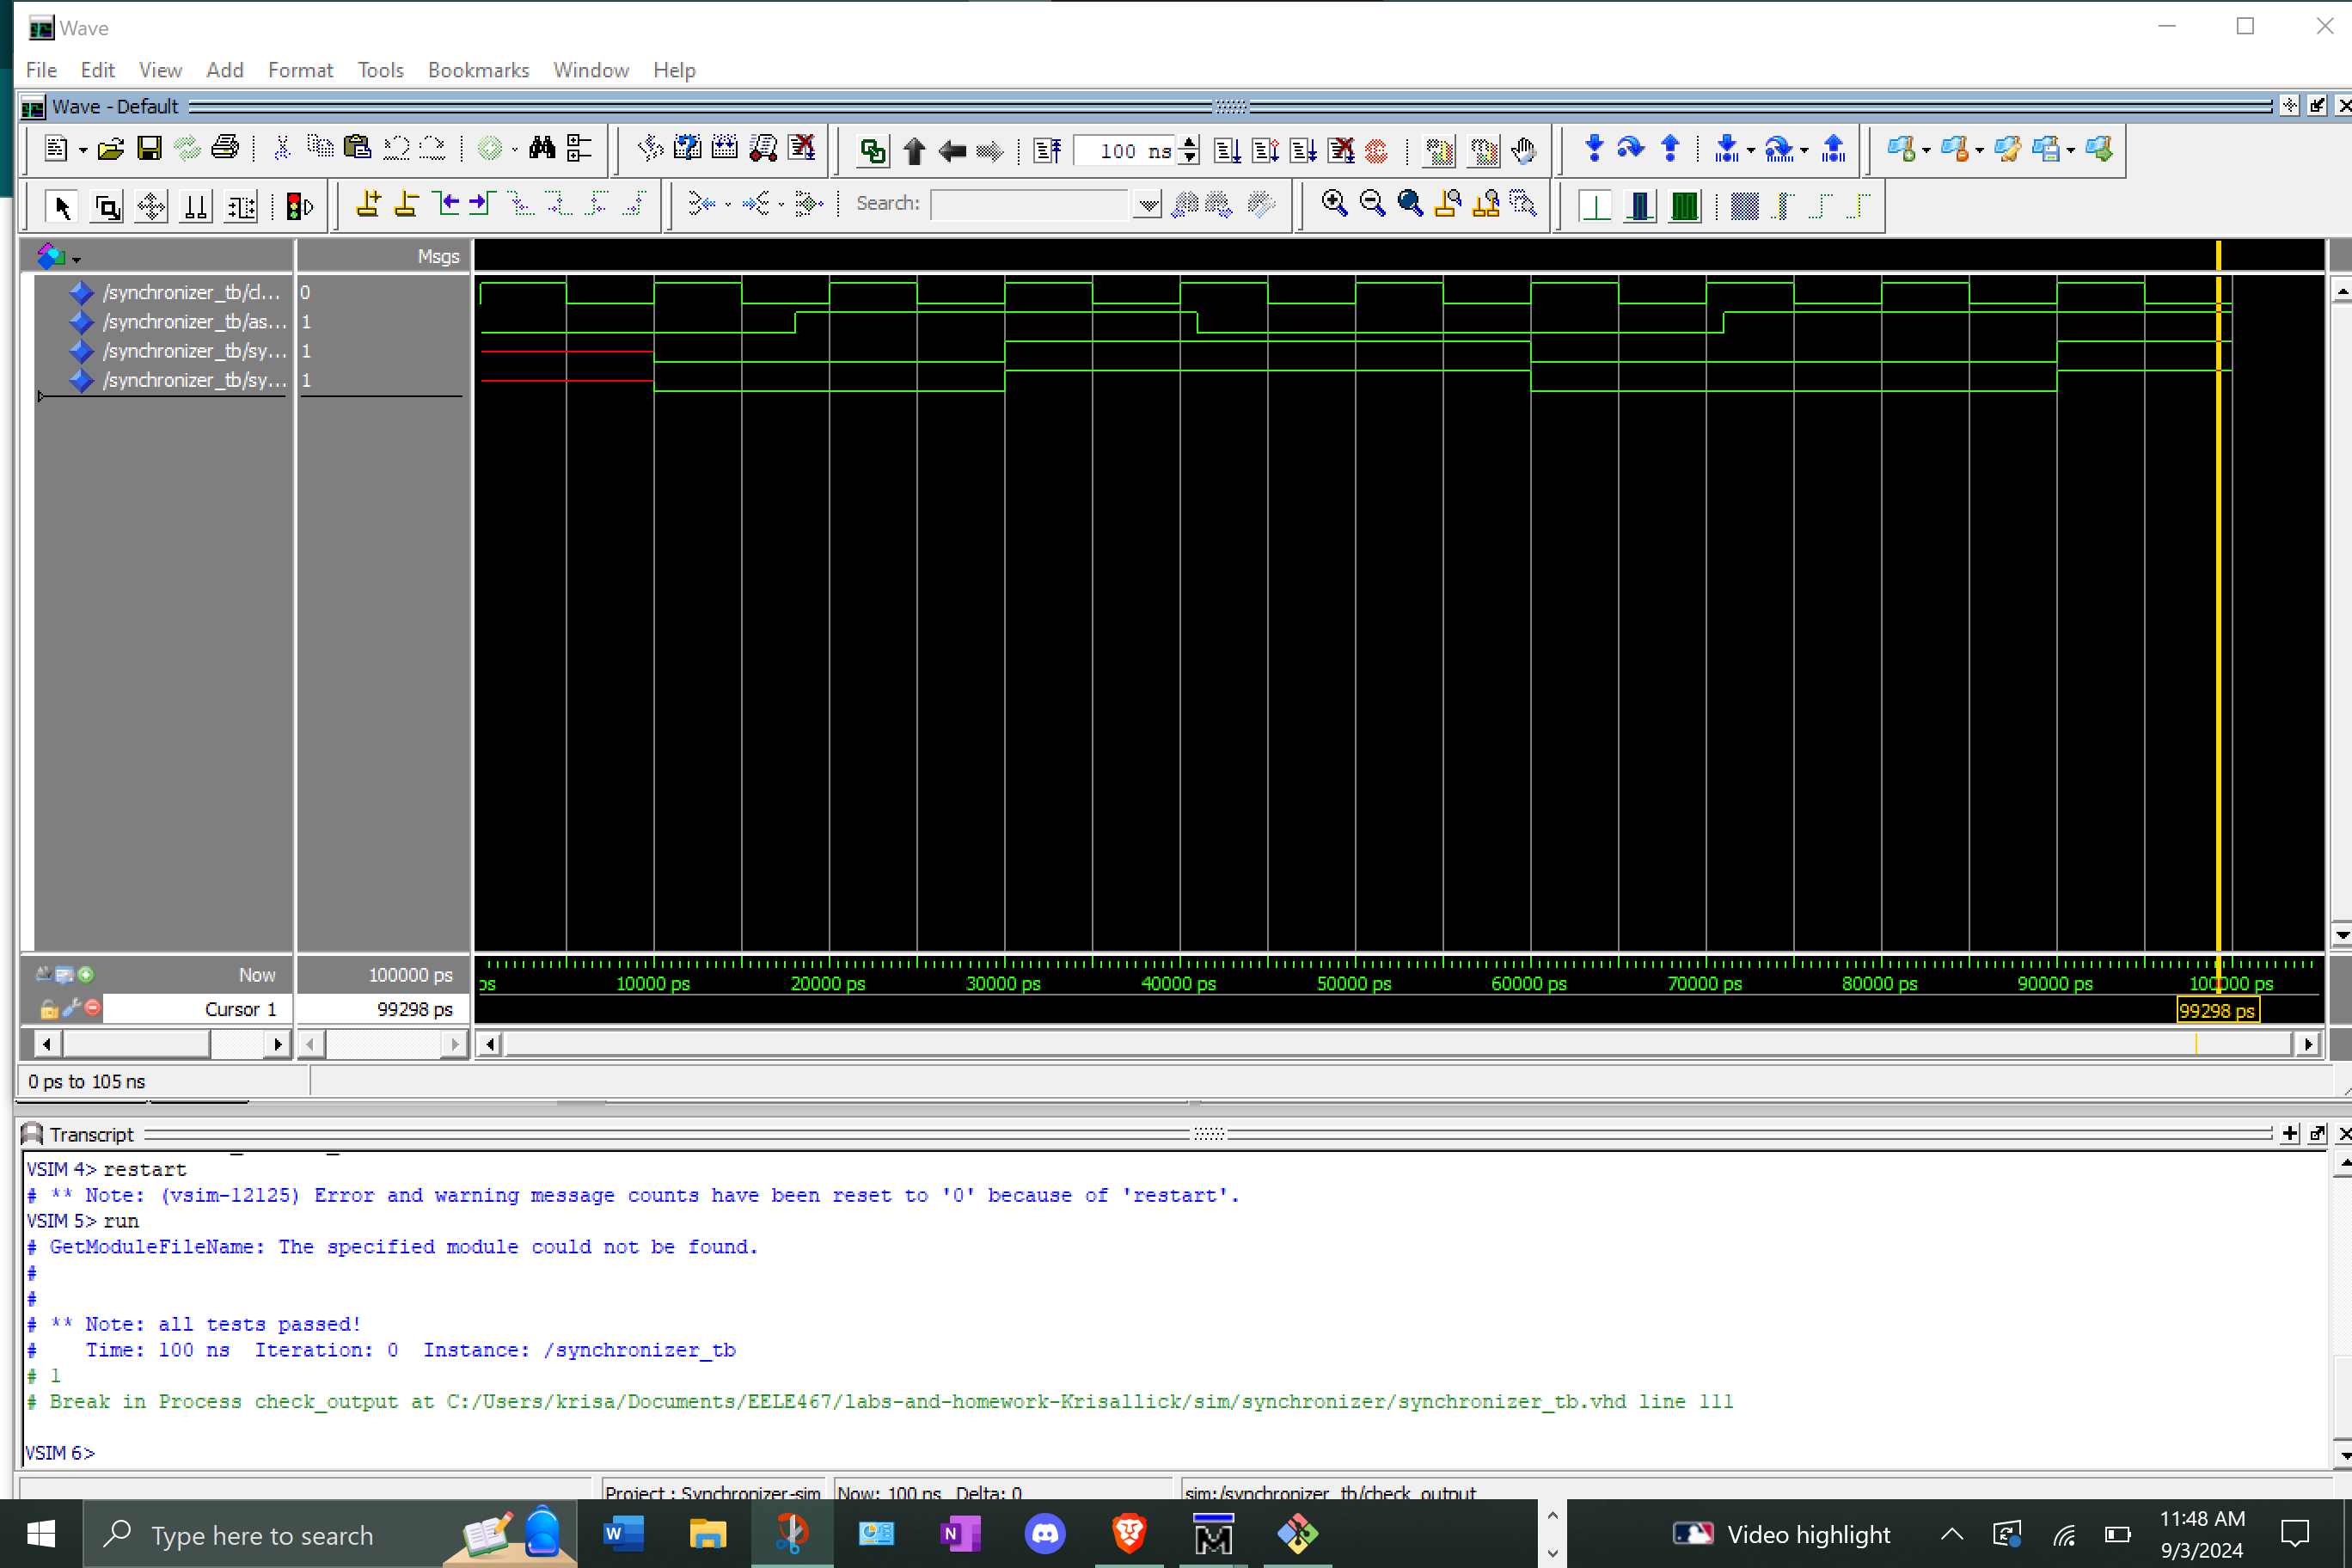 Wave
File Edit View Add Format Tools Bookmarks Window Help
Wave - Default
100 ns
Search:
Msgs
/synchronizer_tb/cl... 0
/synchronizer_tb/as... 1
/synchronizer_tb/sy... 1
/synchronizer_tb/sy... 1
Now 100000 ps
ps 10000 ps 20000 ps 30000 ps 40000 ps 50000 ps 60000 ps 70000 ps 80000 ps 90000 ps 100000 ps
Cursor 1 99298 ps
99298 ps
0 ps to 105 ns
Transcript
VSIM 4> restart
# ** Note: (vsim-12125) Error and warning message counts have been reset to '0' because of 'restart'.
VSIM 5> run
# GetModuleFileName: The specified module could not be found.
#
#
# ** Note: all tests passed!
#    Time: 100 ns  Iteration: 0  Instance: /synchronizer_tb
# 1
# Break in Process check_output at C:/Users/krisa/Documents/EELE467/labs-and-homework-Krisallick/sim/synchronizer/synchronizer_tb.vhd line 111
VSIM 6>
Project : Synchronizer-sim Now: 100 ns Delta: 0 sim:/synchronizer_tb/check_output
Type here to search
Video highlight
11:48 AM
9/3/2024